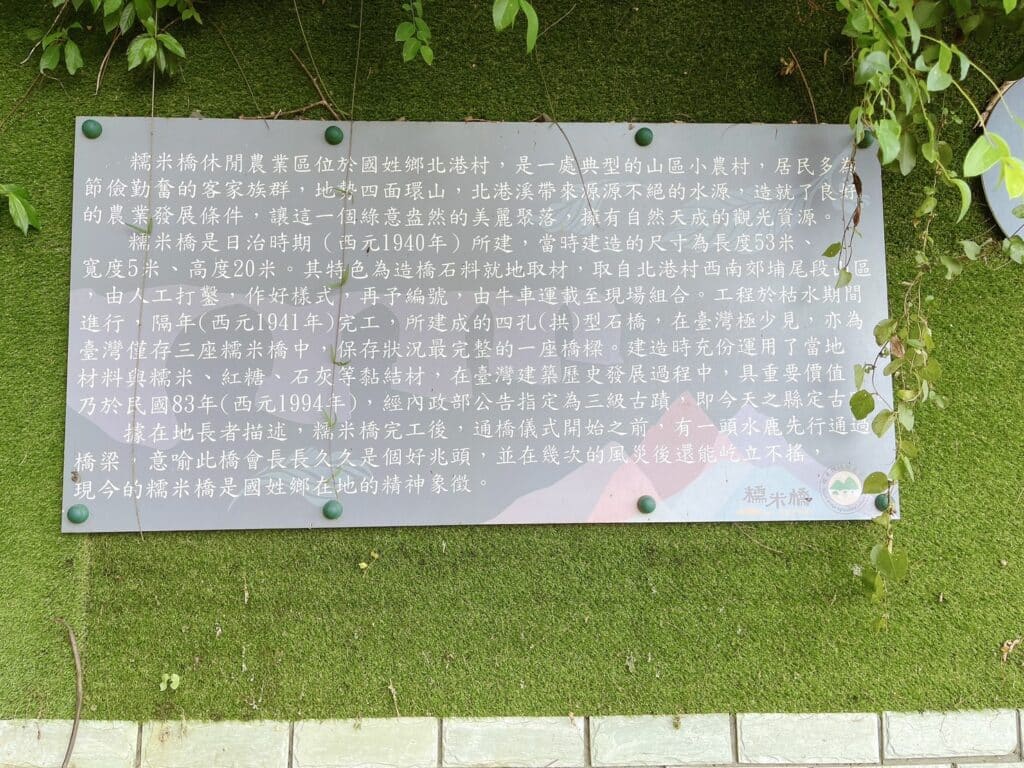 糯米橋休閒農業區位於國姓鄉北港村，是一處典型的山區小農村，居民多為
節儉勤奮的客家族群，地勢四面環山，北港溪帶來源源不絕的水源，造就了良好
的農業發展條件，讓這一個綠意盎然的美麗聚落，擁有自然天成的觀光資源。
糯米橋是日治時期（西元1940年）所建，當時建造的尺寸為長度53米、
寬度5米、高度20米。其特色為造橋石料就地取材，取自北港村西南郊埔尾段山區
，由人工打鑿，作好樣式，再予編號，由牛車運載至現場組合。工程於枯水期間
進行，隔年(西元1941年)完工，所建成的四孔(拱)型石橋，在臺灣極少見，亦為
臺灣僅存三座糯米橋中，保存狀況最完整的一座橋樑。建造時充份運用了當地
材料與糯米、紅糖、石灰等黏結材，在臺灣建築歷史發展過程中，具重要價值
乃於民國83年(西元1994年)，經內政部公告指定為三級古蹟，即今天之縣定古
據在地長者描述，糯米橋完工後，通橋儀式開始之前，有一頭水鹿先行通過
橋梁，意喻此橋會長長久久是個好兆頭，並在幾次的風災後還能屹立不搖，
現今的糯米橋是國姓鄉在地的精神象徵。
糯米橋